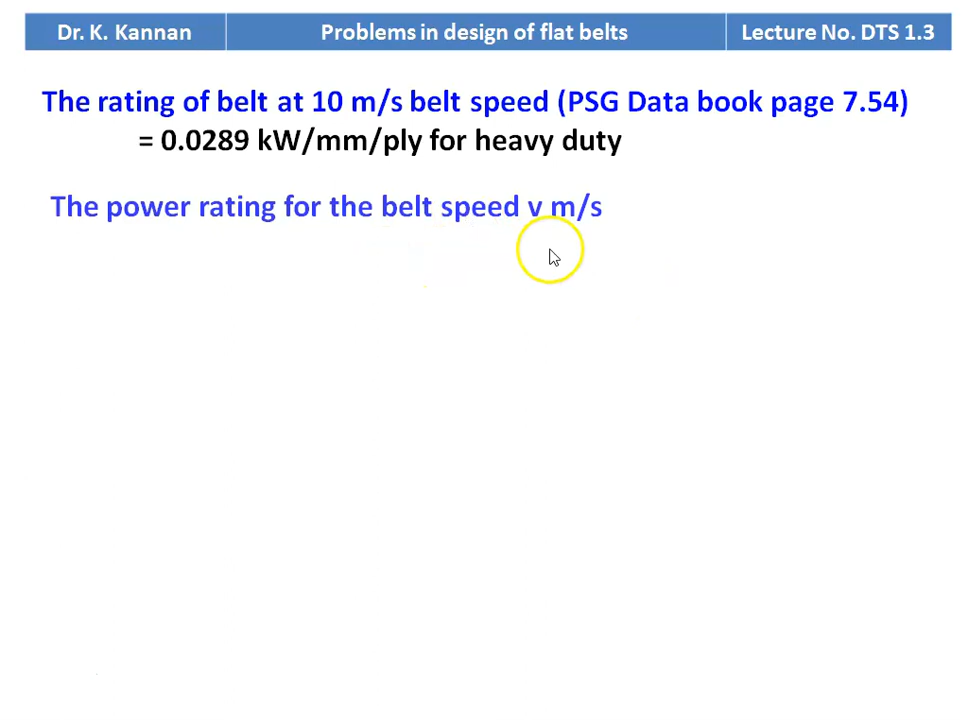 Dr. K. Kannan Problems in design of flat belts Lecture No. DTS 1.3
The rating of belt at 10 m/s belt speed (PSG Data book page 7.54)
= 0.0289 kW/mm/ply for heavy duty
The power rating for the belt speed v m/s